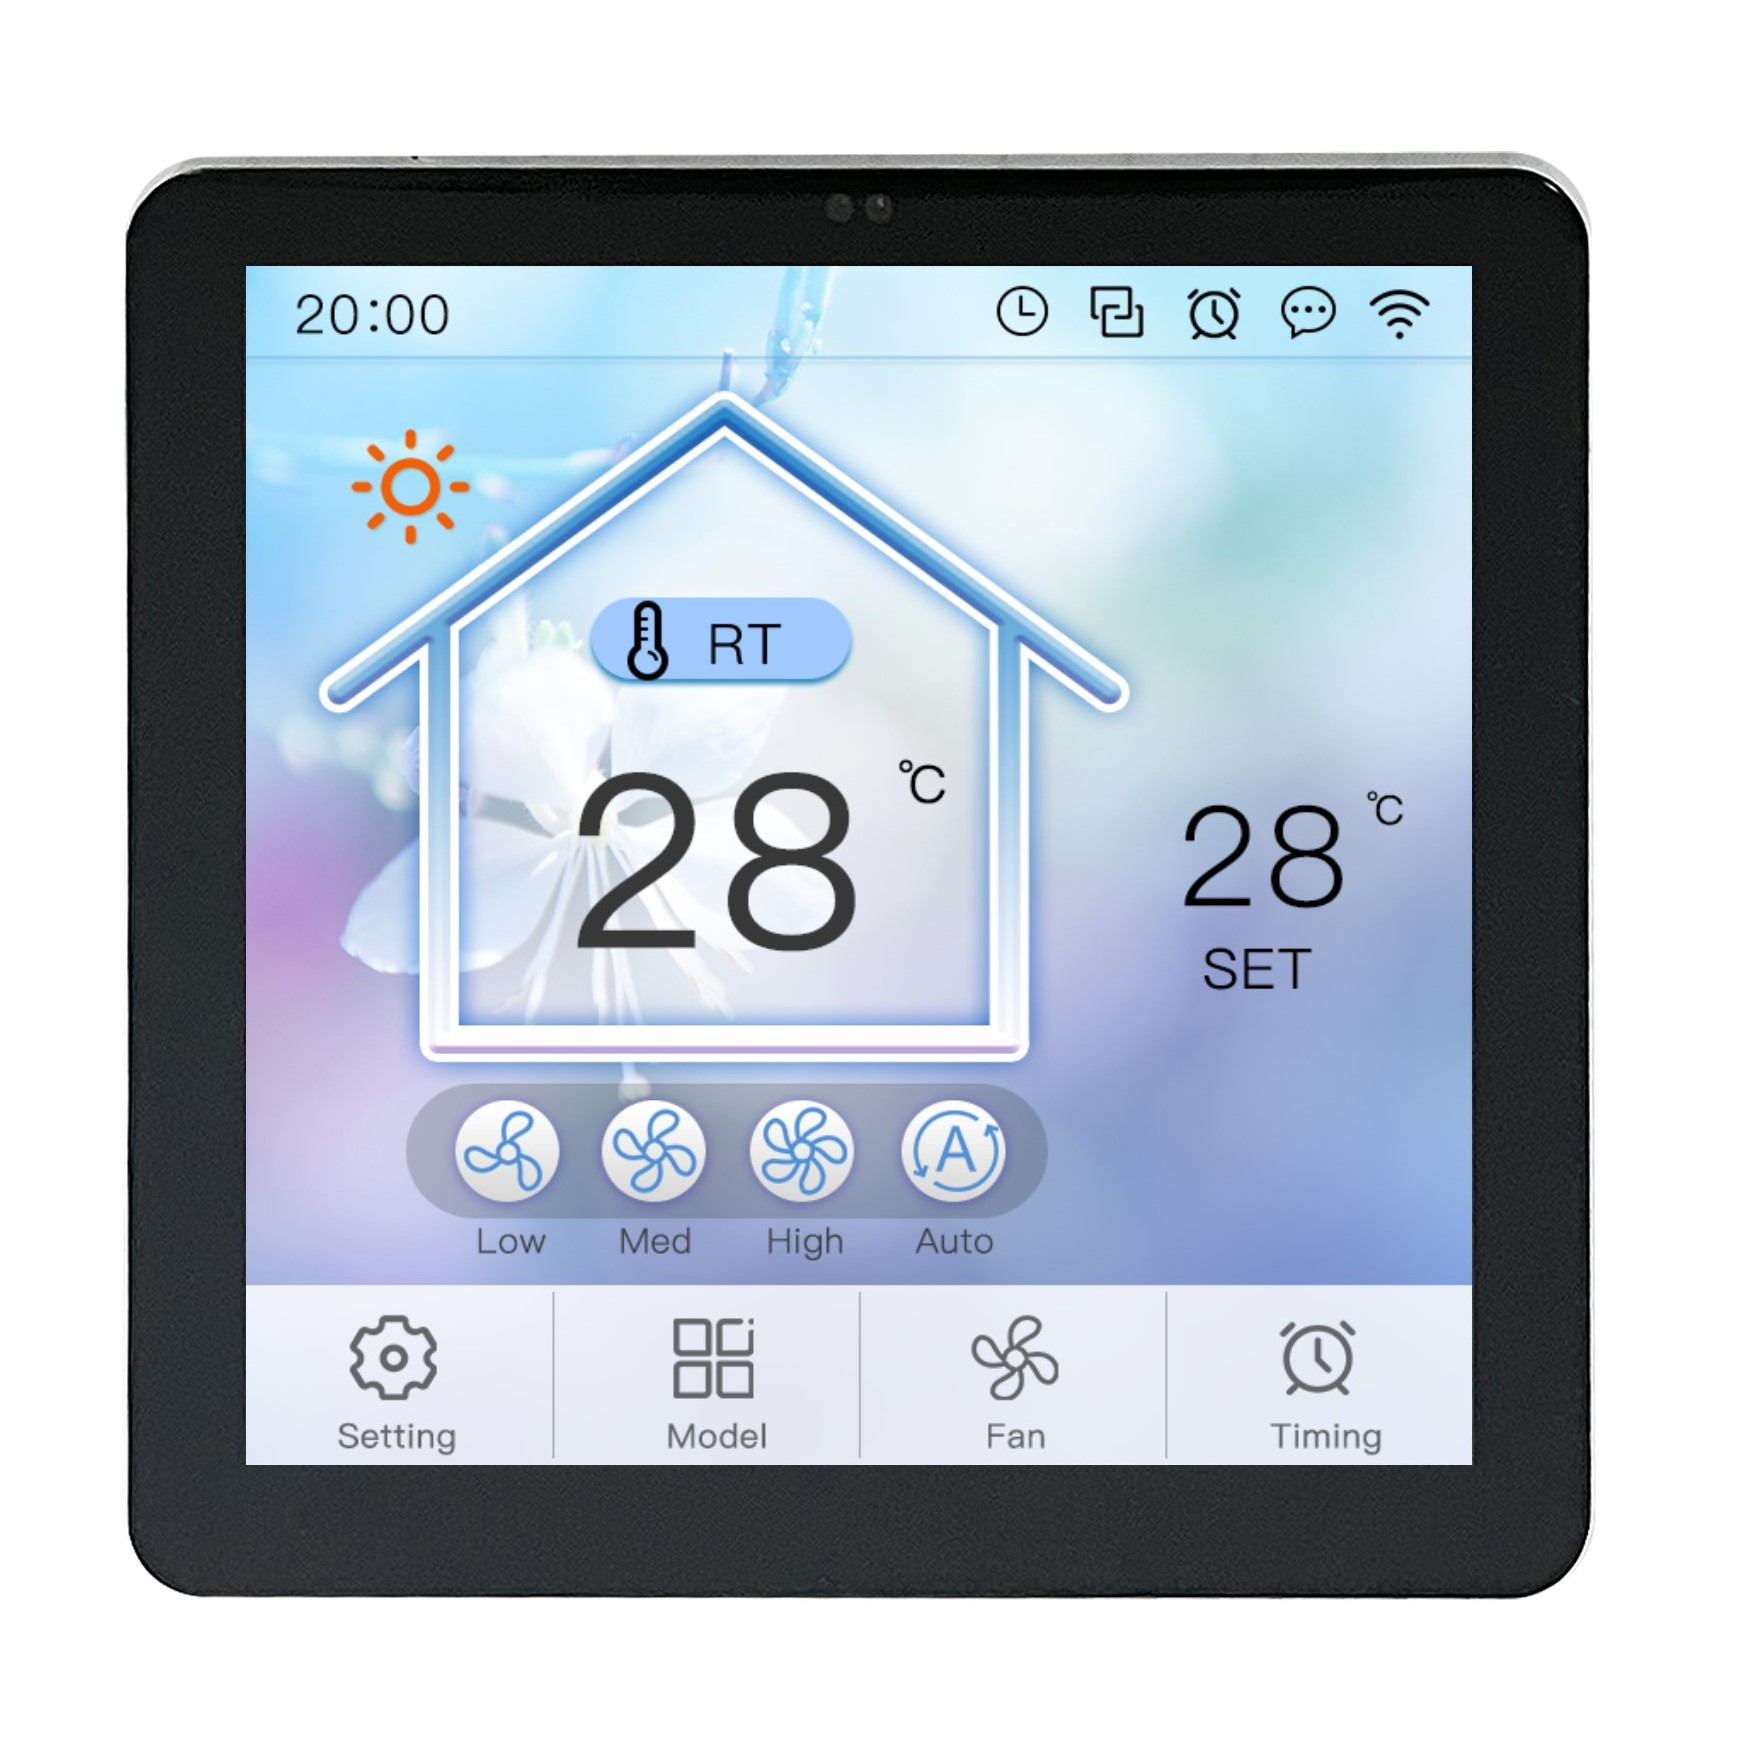 20:00
RT
28 ℃
28 ℃
SET
A
Low Med High Auto
Setting Model Fan Timing